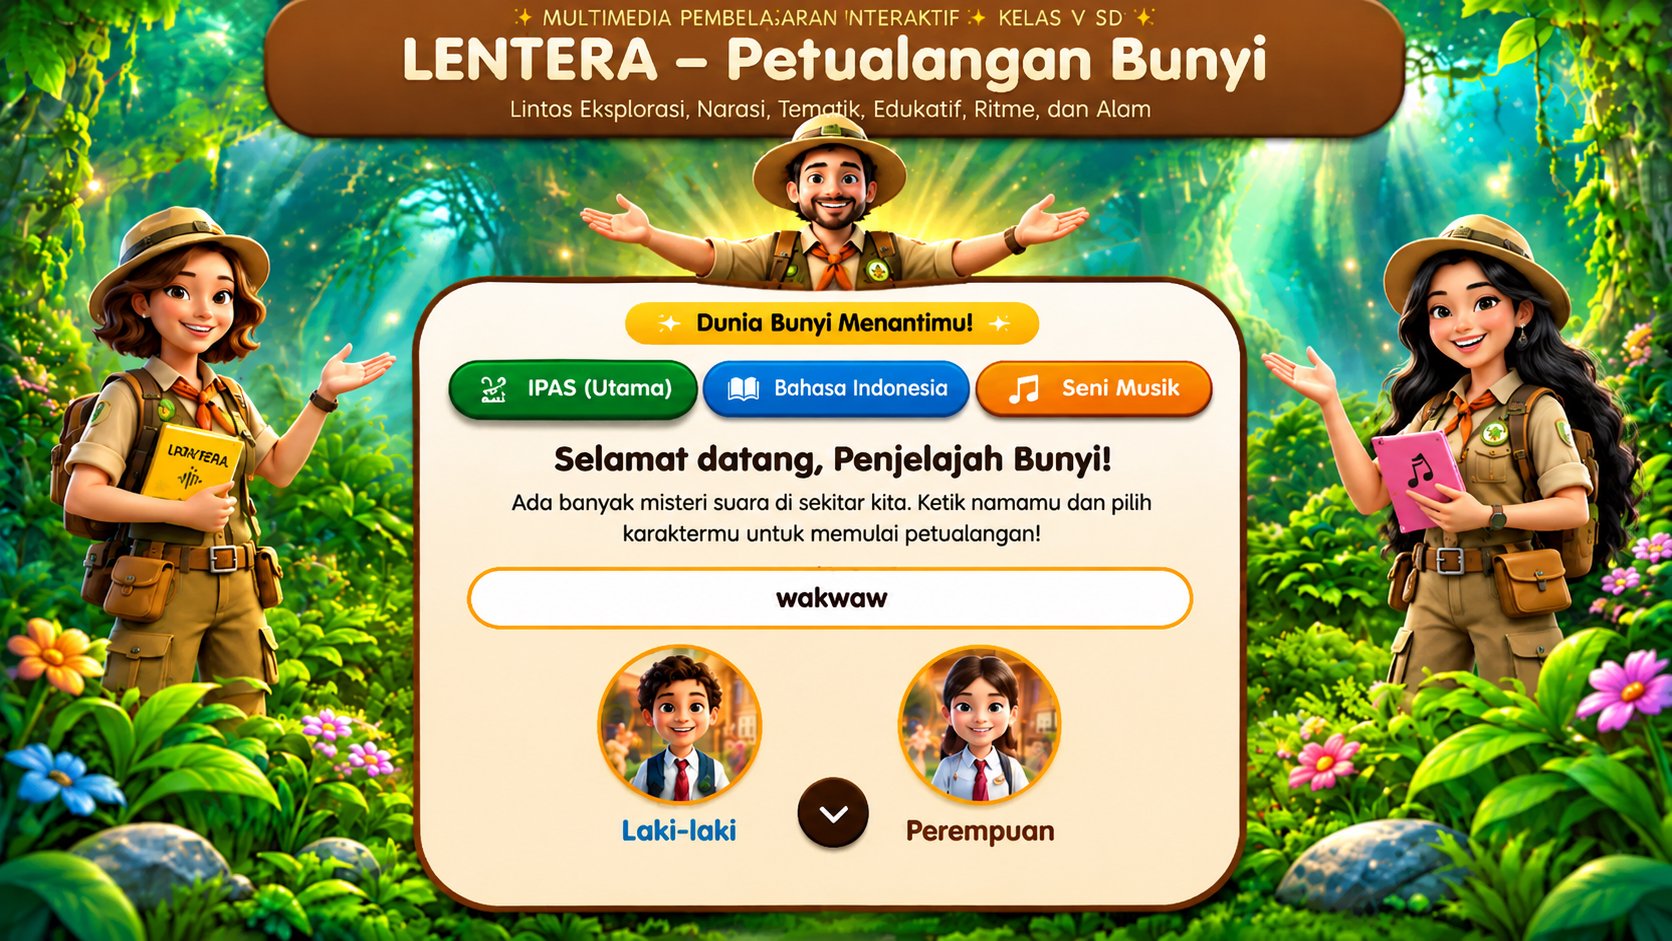 MULTIMEDIA PEMBELAJARAN INTERAKTIF KELAS V SD
LENTERA – Petualangan Bunyi
Lintas Eksplorasi, Narasi, Tematik, Edukatif, Ritme, dan Alam
Dunia Bunyi Menantimu!
IPAS (Utama)
Bahasa Indonesia
Seni Musik
Selamat datang, Penjelajah Bunyi!
Ada banyak misteri suara di sekitar kita. Ketik namamu dan pilih
karaktermu untuk memulai petualangan!
wakwaw
Laki-laki
Perempuan